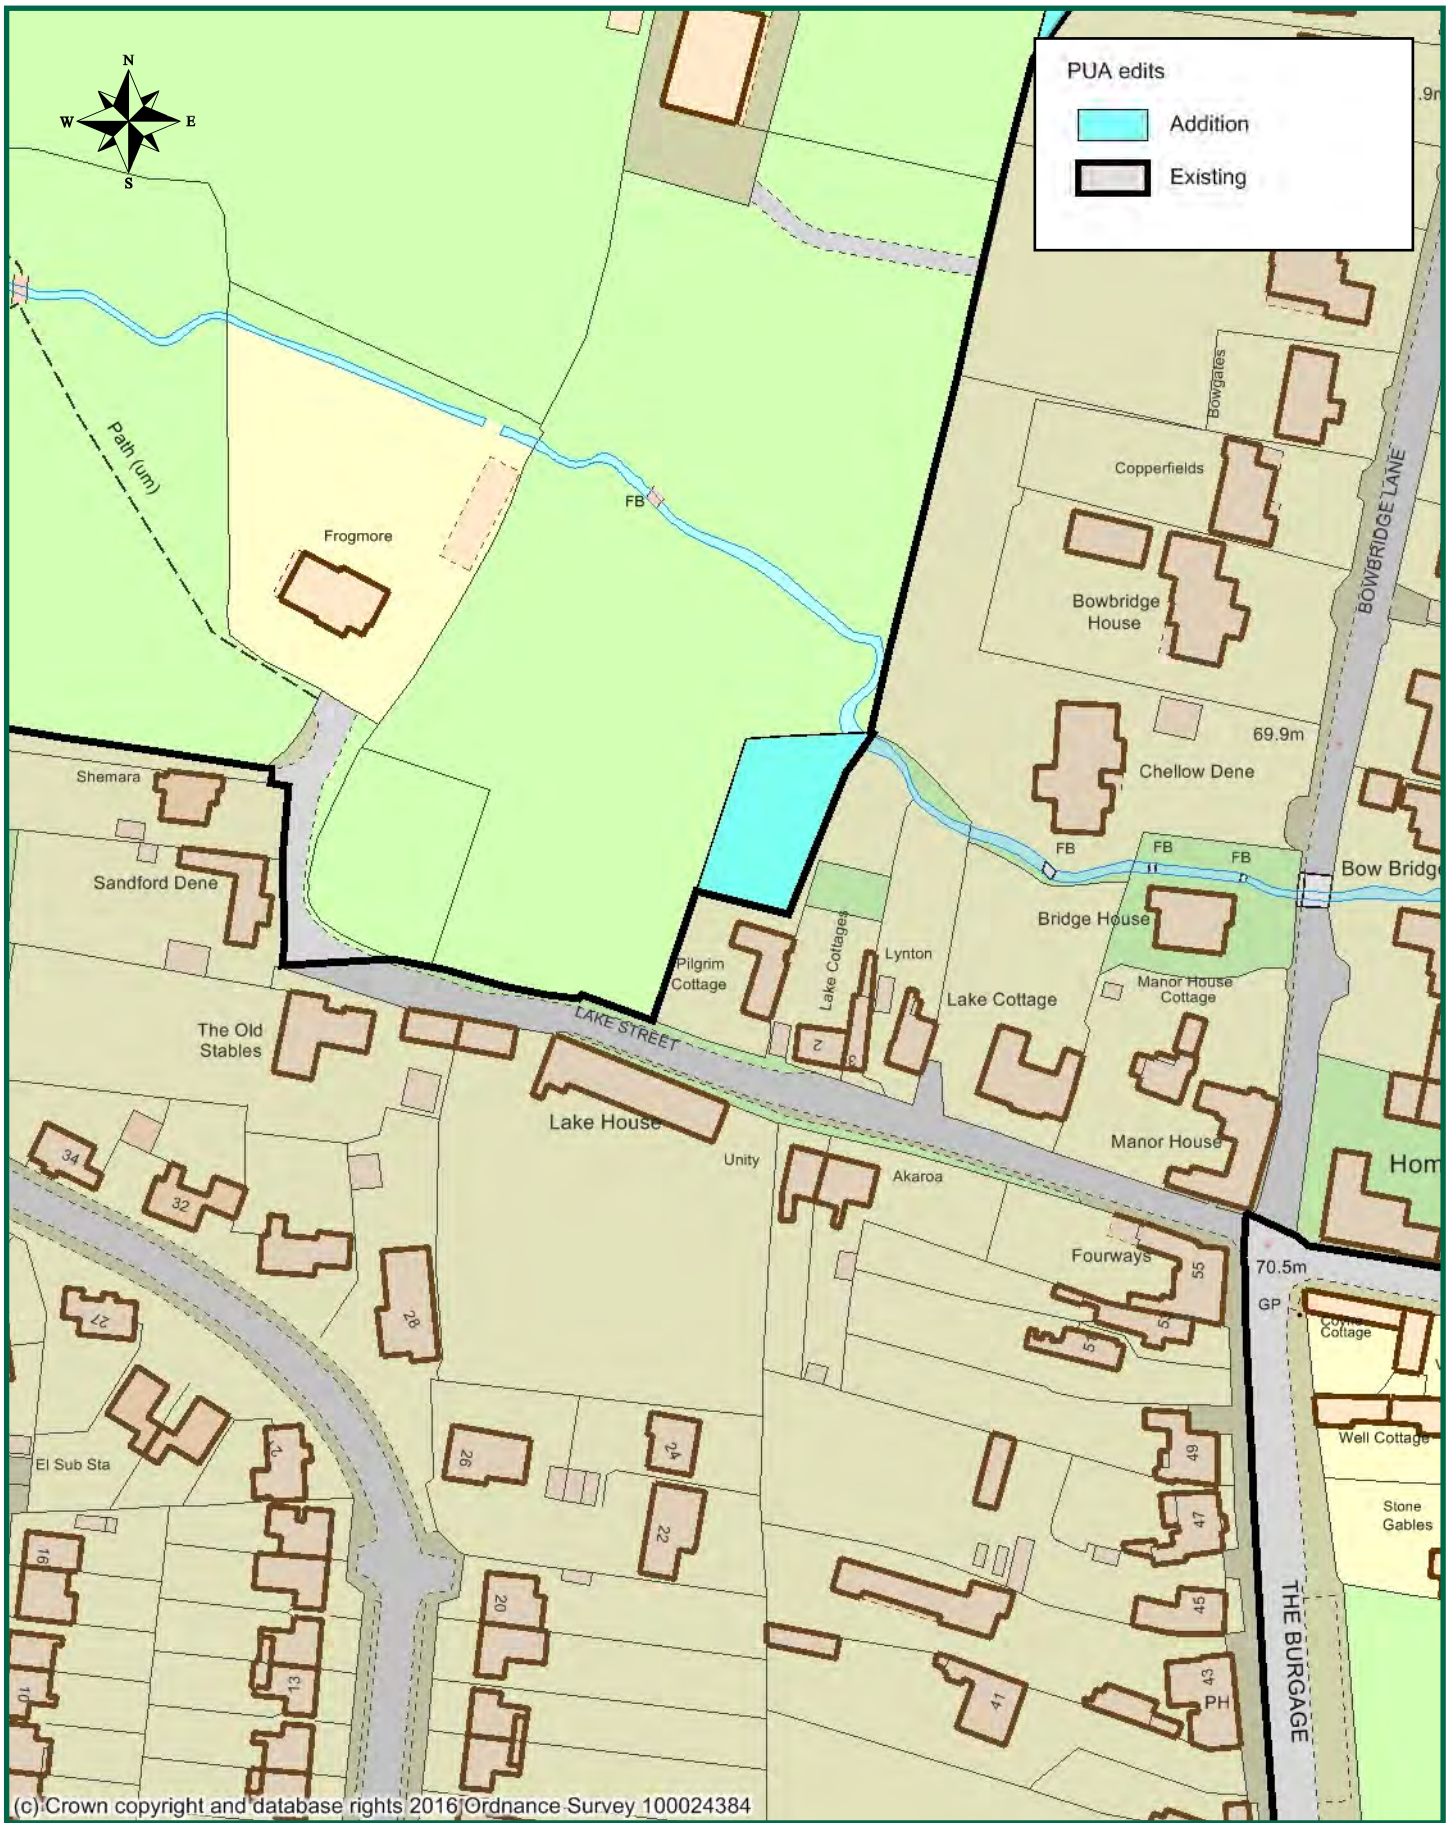 N
W
E
S
PUA edits
Addition
Existing
Bowgates
Copperfields
BOWBRIDGE LANE
Path (um)
FB
Frogmore
Bowbridge
House
69.9m
Chellow Dene
Shemara
Sandford Dene
FB
FB
FB
Bow Bridge
Bridge House
Lake Cottages
Lynton
Pilgrim
Cottage
Manor House
Cottage
Lake Cottage
The Old
Stables
LAKE STREET
2
3
Lake House
Manor House
Unity
Akaroa
34
32
Fourways
55
70.5m
GP
Cottage
27
28
Well Cottage
El Sub Sta
26
24
49
Stone
Gables
47
22
16
20
45
THE BURGAGE
13
10
41
43
PH
(c) Crown copyright and database rights 2016 Ordnance Survey 100024384